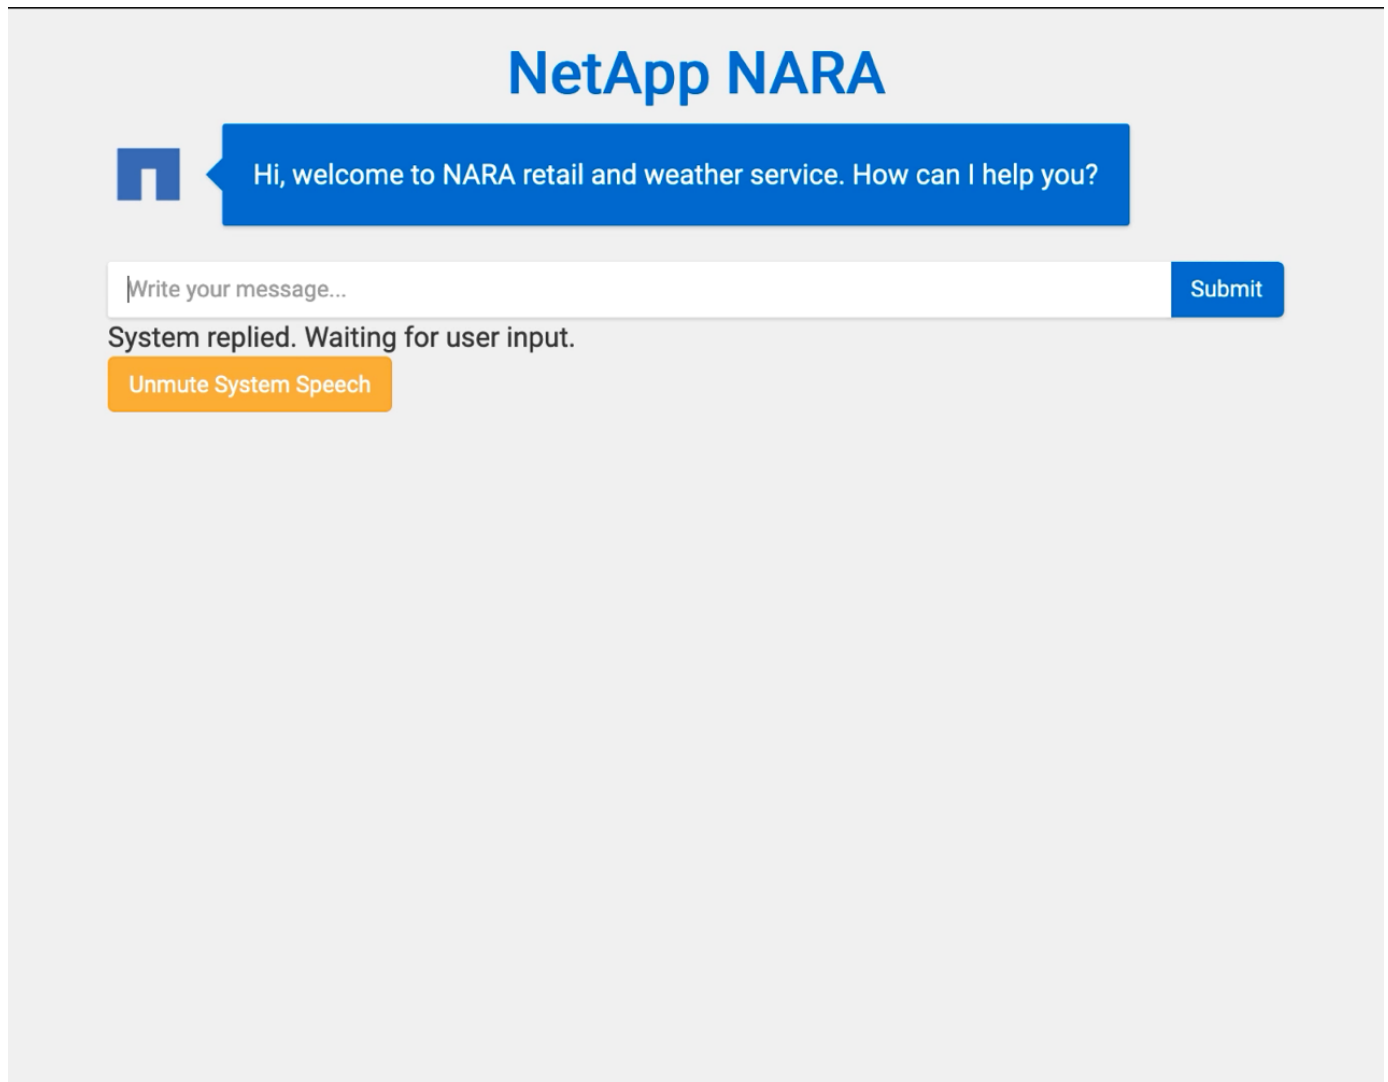 NetApp NARA
Hi, welcome to NARA retail and weather service. How can I help you?
Write your message...
Submit
System replied. Waiting for user input.
Unmute System Speech